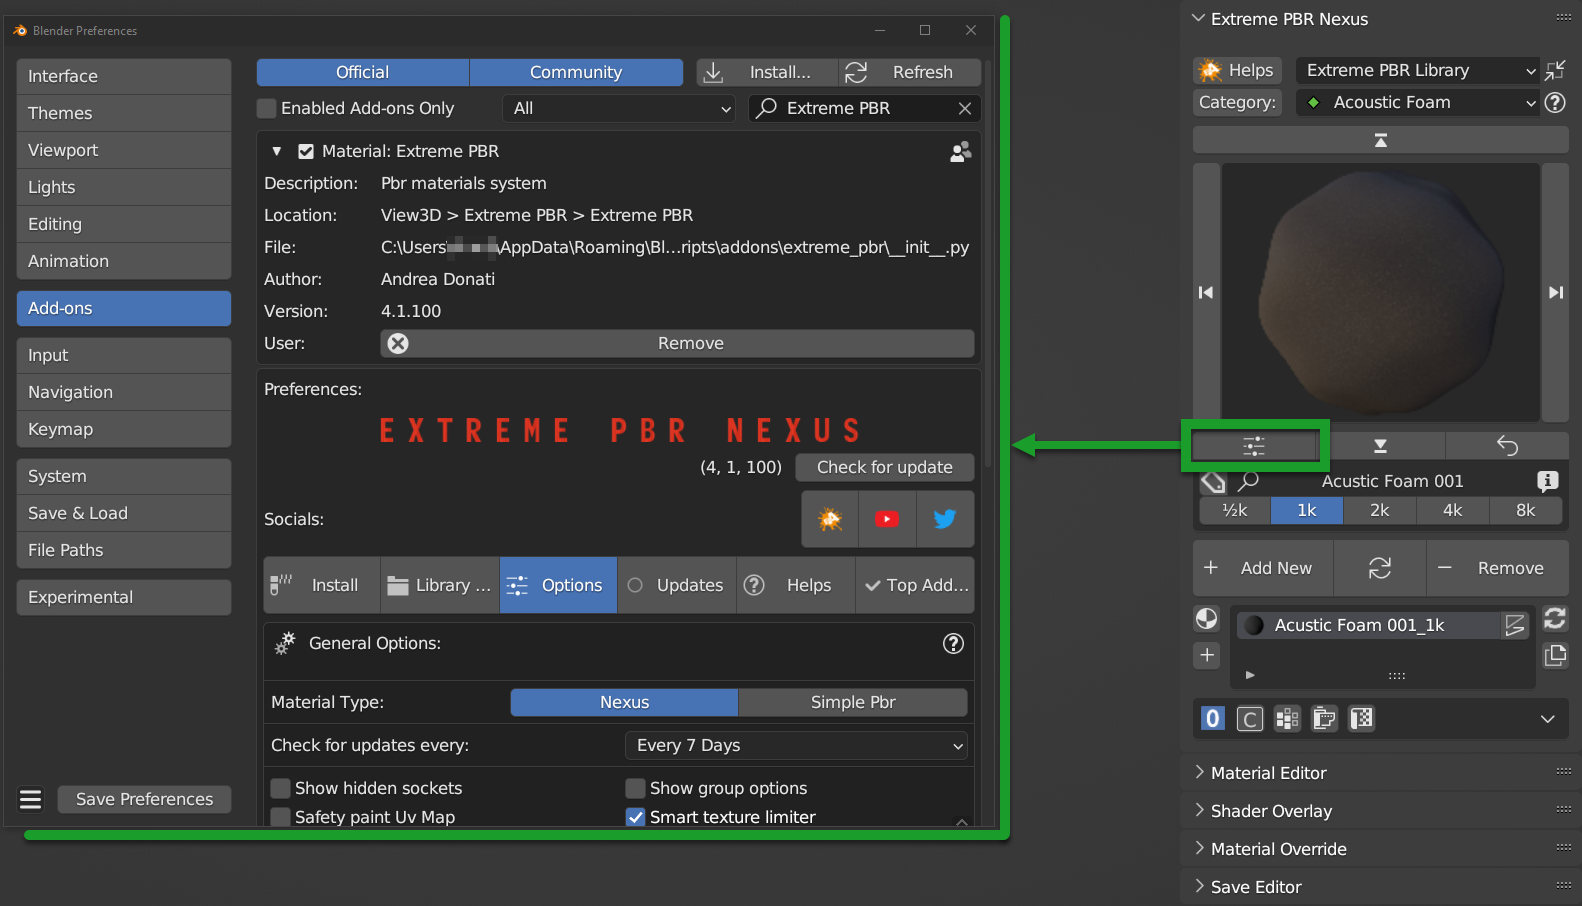 Blender Preferences
Interface
Themes
Viewport
Lights
Editing
Animation
Add-ons
Input
Navigation
Keymap
System
Save & Load
File Paths
Experimental
Save Preferences
Official Community Install... Refresh
Enabled Add-ons Only All Extreme PBR
Material: Extreme PBR
Description: Pbr materials system
Location: View3D > Extreme PBR > Extreme PBR
File: C:\Users\AppData\Roaming\Bl...ripts\addons\extreme_pbr\__init__.py
Author: Andrea Donati
Version: 4.1.100
User: Remove
Preferences:
EXTREME PBR NEXUS
(4, 1, 100) Check for update
Socials:
Install Library ... Options Updates Helps Top Add...
General Options:
Material Type: Nexus Simple Pbr
Check for updates every: Every 7 Days
Show hidden sockets Show group options
Safety paint Uv Map Smart texture limiter
Extreme PBR Nexus
Helps Extreme PBR Library
Category: Acoustic Foam
Acustic Foam 001
½k 1k 2k 4k 8k
Add New Remove
Acustic Foam 001_1k
0 C
Material Editor
Shader Overlay
Material Override
Save Editor